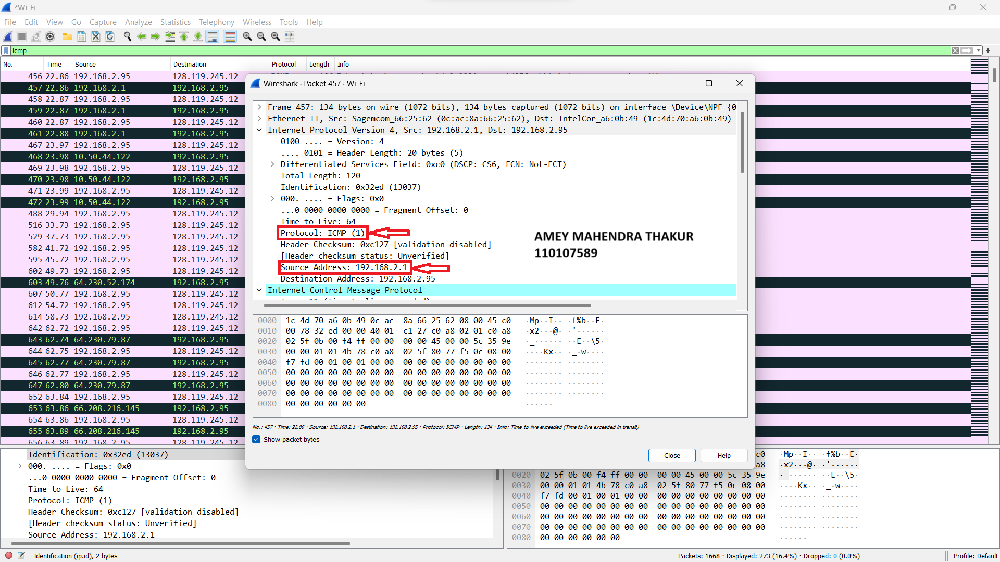 *Wi-Fi
File Edit View Go Capture Analyze Statistics Telephony Wireless Tools Help
icmp
No. Time Source Destination Protocol Length Info
456 22.86 192.168.2.95 128.119.245.12
457 22.86 192.168.2.1 192.168.2.95
458 22.87 192.168.2.95 128.119.245.12
459 22.87 192.168.2.1 192.168.2.95
460 22.87 192.168.2.95 128.119.245.12
461 22.88 192.168.2.1 192.168.2.95
467 23.97 192.168.2.95 128.119.245.12
468 23.98 10.50.44.122 192.168.2.95
469 23.98 192.168.2.95 128.119.245.12
470 23.98 10.50.44.122 192.168.2.95
471 23.99 192.168.2.95 128.119.245.12
472 23.99 10.50.44.122 192.168.2.95
488 29.94 192.168.2.95 128.119.245.12
516 33.73 192.168.2.95 128.119.245.12
529 37.73 192.168.2.95 128.119.245.12
582 41.72 192.168.2.95 128.119.245.12
595 45.72 192.168.2.95 128.119.245.12
602 49.73 192.168.2.95 128.119.245.12
603 49.76 64.230.52.174 192.168.2.95
607 50.77 192.168.2.95 128.119.245.12
612 54.72 192.168.2.95 128.119.245.12
614 58.73 192.168.2.95 128.119.245.12
642 62.72 192.168.2.95 128.119.245.12
643 62.74 64.230.79.87 192.168.2.95
644 62.75 192.168.2.95 128.119.245.12
645 62.77 64.230.79.87 192.168.2.95
646 62.77 192.168.2.95 128.119.245.12
647 62.80 64.230.79.87 192.168.2.95
652 63.84 192.168.2.95 128.119.245.12
653 63.86 66.208.216.145 192.168.2.95
654 63.86 192.168.2.95 128.119.245.12
655 63.89 66.208.216.145 192.168.2.95
656 63.89 192.168.2.95 128.119.245.12
Wireshark · Packet 457 · Wi-Fi
Frame 457: 134 bytes on wire (1072 bits), 134 bytes captured (1072 bits) on interface \Device\NPF_{0
Ethernet II, Src: Sagemcom_66:25:62 (0c:ac:8a:66:25:62), Dst: IntelCor_a6:0b:49 (1c:4d:70:a6:0b:49)
Internet Protocol Version 4, Src: 192.168.2.1, Dst: 192.168.2.95
0100 .... = Version: 4
.... 0101 = Header Length: 20 bytes (5)
Differentiated Services Field: 0xc0 (DSCP: CS6, ECN: Not-ECT)
Total Length: 120
Identification: 0x32ed (13037)
000. .... = Flags: 0x0
...0 0000 0000 0000 = Fragment Offset: 0
Time to Live: 64
Protocol: ICMP (1)
Header Checksum: 0xc127 [validation disabled]
[Header checksum status: Unverified]
Source Address: 192.168.2.1
Destination Address: 192.168.2.95
Internet Control Message Protocol
AMEY MAHENDRA THAKUR
110107589
0000 1c 4d 70 a6 0b 49 0c ac 8a 66 25 62 08 00 45 c0 ·Mp··I·· ·f%b··E·
0010 00 78 32 ed 00 00 40 01 c1 27 c0 a8 02 01 c0 a8 ·x2···@· ·'······
0020 02 5f 0b 00 f4 ff 00 00 00 00 45 00 00 5c 35 9e ·_······ ··E··\5·
0030 00 00 01 01 4b 78 c0 a8 02 5f 80 77 f5 0c 08 00 ····Kx·· ·_·w····
0040 f7 fd 00 01 00 01 00 00 00 00 00 00 00 00 00 00 ········ ········
0050 00 00 00 00 00 00 00 00 00 00 00 00 00 00 00 00 ········ ········
0060 00 00 00 00 00 00 00 00 00 00 00 00 00 00 00 00 ········ ········
0070 00 00 00 00 00 00 00 00 00 00 00 00 00 00 00 00 ········ ········
0080 00 00 00 00 00 00 ······
No.: 457 · Time: 22.86 · Source: 192.168.2.1 · Destination: 192.168.2.95 · Protocol: ICMP · Length: 134 · Info: Time-to-live exceeded (Time to live exceeded in transit)
Show packet bytes
Close Help
Identification: 0x32ed (13037)
000. .... = Flags: 0x0
...0 0000 0000 0000 = Fragment Offset: 0
Time to Live: 64
Protocol: ICMP (1)
Header Checksum: 0xc127 [validation disabled]
[Header checksum status: Unverified]
Source Address: 192.168.2.1
c0 ·Mp··I·· ·f%b··E·
a8 ·x2···@· ·'······
0020 02 5f 0b 00 f4 ff 00 00 00 00 45 00 00 5c 35 9e ·_······ ··E··\5·
0030 00 00 01 01 4b 78 c0 a8 02 5f 80 77 f5 0c 08 00 ····Kx·· ·_·w····
0040 f7 fd 00 01 00 01 00 00 00 00 00 00 00 00 00 00 ········ ········
0050 00 00 00 00 00 00 00 00 00 00 00 00 00 00 00 00 ········ ········
0060 00 00 00 00 00 00 00 00 00 00 00 00 00 00 00 00 ········ ········
0070 00 00 00 00 00 00 00 00 00 00 00 00 00 00 00 00 ········ ········
0080 00 00 00 00 00 00 ······
Identification (ip.id), 2 bytes
Packets: 1668 · Displayed: 273 (16.4%) · Dropped: 0 (0.0%)
Profile: Default